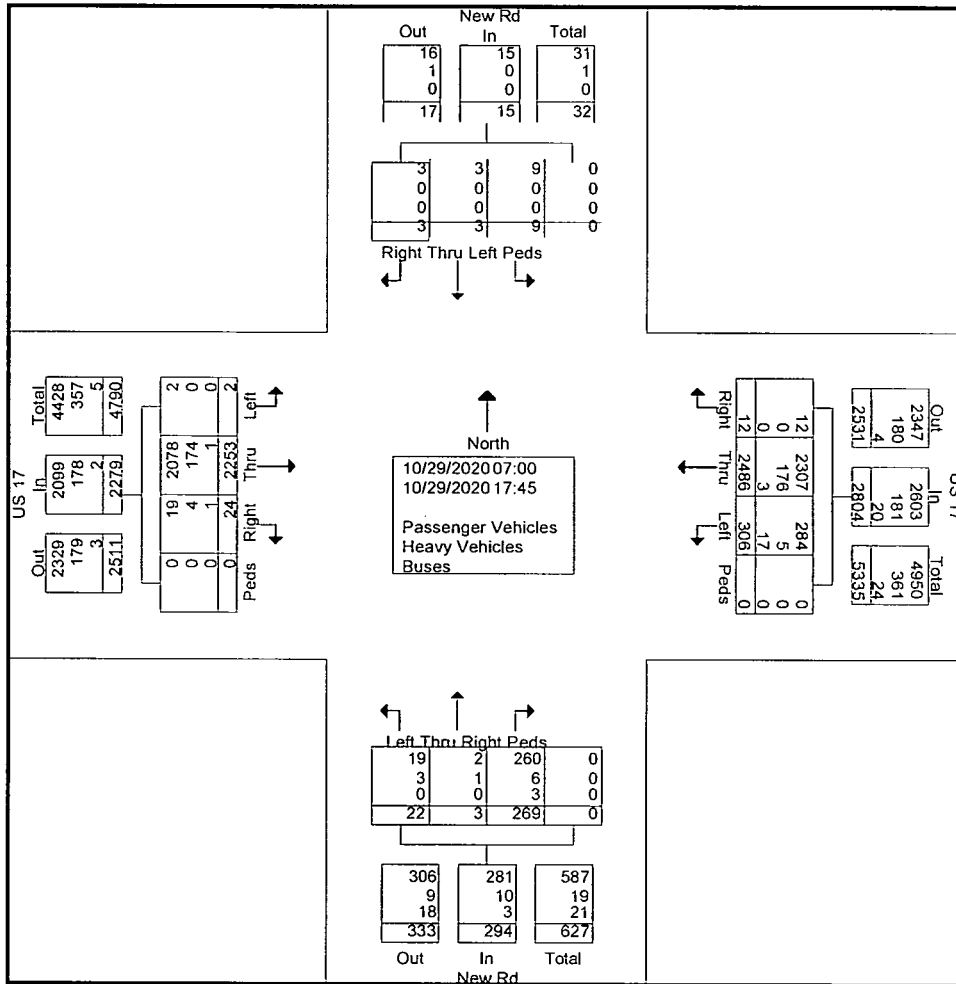 New Rd
Out In Total
16 15 31
1 0 1
0 0 0
17 15 32
3 3 9 0
0 0 0 0
0 0 0 0
3 3 9 0
Right Thru Left Peds
US 17
Total In Out
4428 2099 2329
357 178 179
5 2 3
4790 2279 2511
Left Thru Right Peds
2 2078 19 0
0 174 4 0
0 1 1 0
2 2253 24 0
North
10/29/2020 07:00
10/29/2020 17:45
Passenger Vehicles
Heavy Vehicles
Buses
Right Thru Left Peds
12 2307 284 0
0 176 5 0
0 3 17 0
12 2486 306 0
US 17
Out In Total
2347 2603 4950
180 181 361
4 20 24
2531 2804 5335
Left Thru Right Peds
19 2 260 0
3 1 6 0
0 0 3 0
22 3 269 0
306 281 587
9 10 19
18 3 21
333 294 627
Out In Total
New Rd